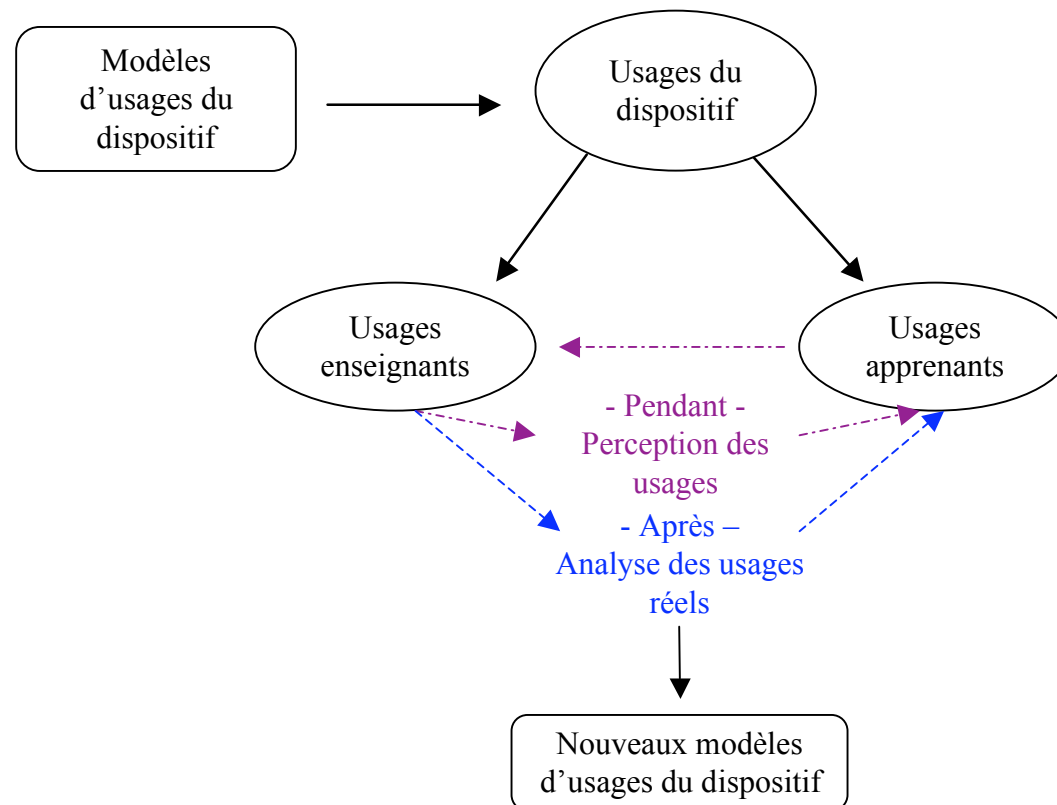 Modèles
d’usages du
dispositif
Usages du
dispositif
Usages
enseignants
Usages
apprenants
- Pendant -
Perception des
usages
- Après –
Analyse des usages
réels
Nouveaux modèles
d’usages du dispositif